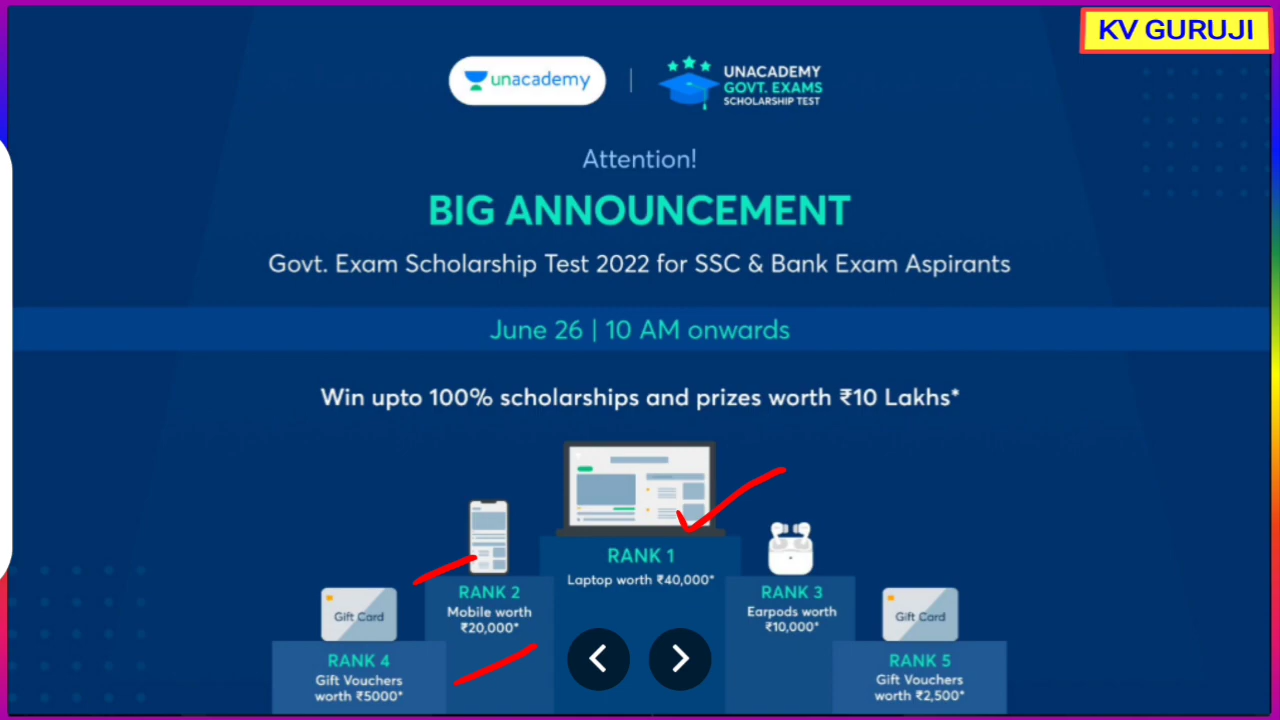 KV GURUJI
unacademy
UNACADEMY
GOVT. EXAMS
SCHOLARSHIP TEST
Attention!
BIG ANNOUNCEMENT
Govt. Exam Scholarship Test 2022 for SSC & Bank Exam Aspirants
June 26 | 10 AM onwards
Win upto 100% scholarships and prizes worth ₹10 Lakhs*
RANK 1
Laptop worth ₹40,000*
RANK 2
Mobile worth
₹20,000*
RANK 3
Earpods worth
₹10,000*
Gift Card
RANK 4
Gift Vouchers
worth ₹5000*
Gift Card
RANK 5
Gift Vouchers
worth ₹2,500*